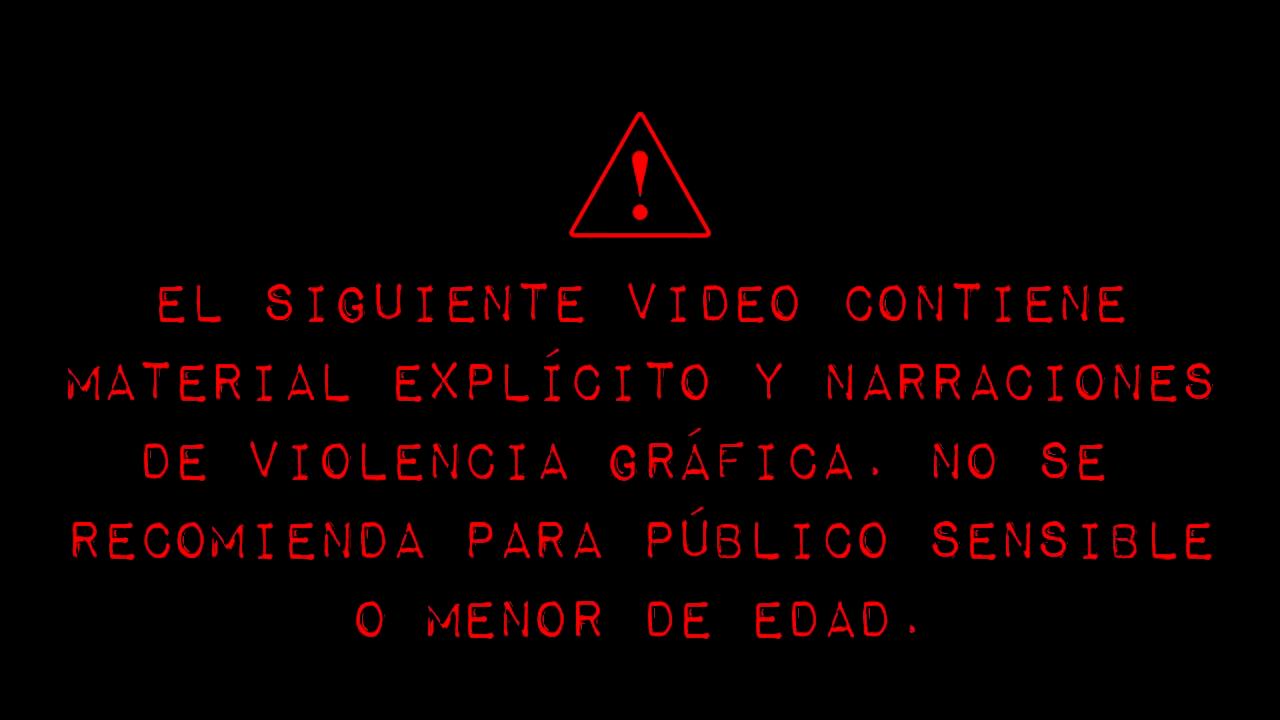 EL SIGUIENTE VIDEO CONTIENE
MATERIAL EXPLÍCITO Y NARRACIONES
DE VIOLENCIA GRÁFICA. NO SE
RECOMIENDA PARA PÚBLICO SENSIBLE
O MENOR DE EDAD.